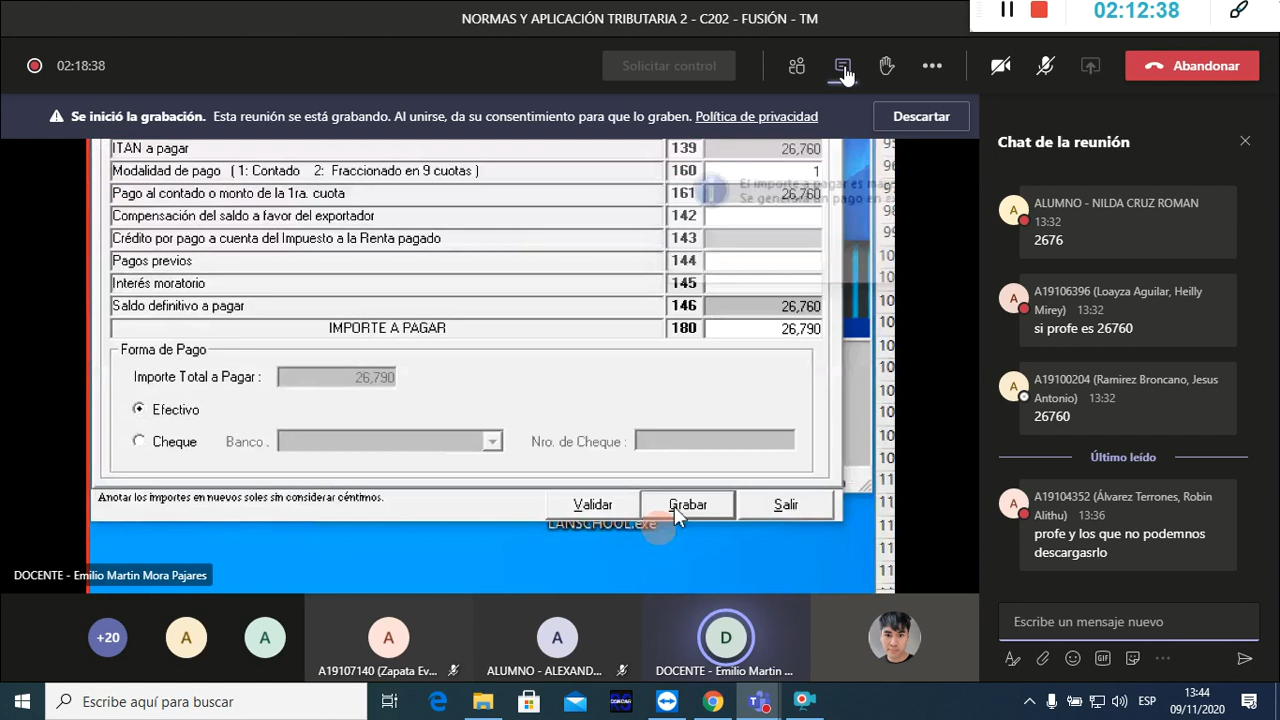 NORMAS Y APLICACIÓN TRIBUTARIA 2 - C202 - FUSIÓN - TM
02:12:38
02:18:38
Solicitar control
Abandonar
Se inició la grabación. Esta reunión se está grabando. Al unirse, da su consentimiento para que lo graben. Política de privacidad
Descartar
ITAN a pagar 139 26,760
Modalidad de pago ( 1: Contado 2: Fraccionado en 9 cuotas ) 160 1
Pago al contado o monto de la 1ra. cuota 161 26,760
El importe a pagar es
Compensación del saldo a favor del exportador 142
Crédito por pago a cuenta del Impuesto a la Renta pagado 143
Pagos previos 144
Interés moratorio 145
Saldo definitivo a pagar 146 26,760
IMPORTE A PAGAR 180 26,790
Forma de Pago
Importe Total a Pagar : 26,790
Efectivo
Cheque Banco . Nro. de Cheque :
Anotar los importes en nuevos soles sin considerar céntimos.
Validar Grabar Salir
LANSCHOOL.exe
DOCENTE - Emilio Martin Mora Pajares
+20
A
A
A
A
D
A19107140 (Zapata Ev...
ALUMNO - ALEXAND...
DOCENTE - Emilio Martin ...
Chat de la reunión
A
ALUMNO - NILDA CRUZ ROMAN
13:32
2676
A
A19106396 (Loayza Aguilar, Heilly
Mirey) 13:32
si profe es 26760
A
A19100204 (Ramirez Broncano, Jesus
Antonio) 13:32
26760
Último leído
A
A19104352 (Álvarez Terrones, Robin
Alithu) 13:36
profe y los que no podemnos
descargasrlo
Escribe un mensaje nuevo
GIF
Escribe aquí para buscar
ESP
13:44
09/11/2020